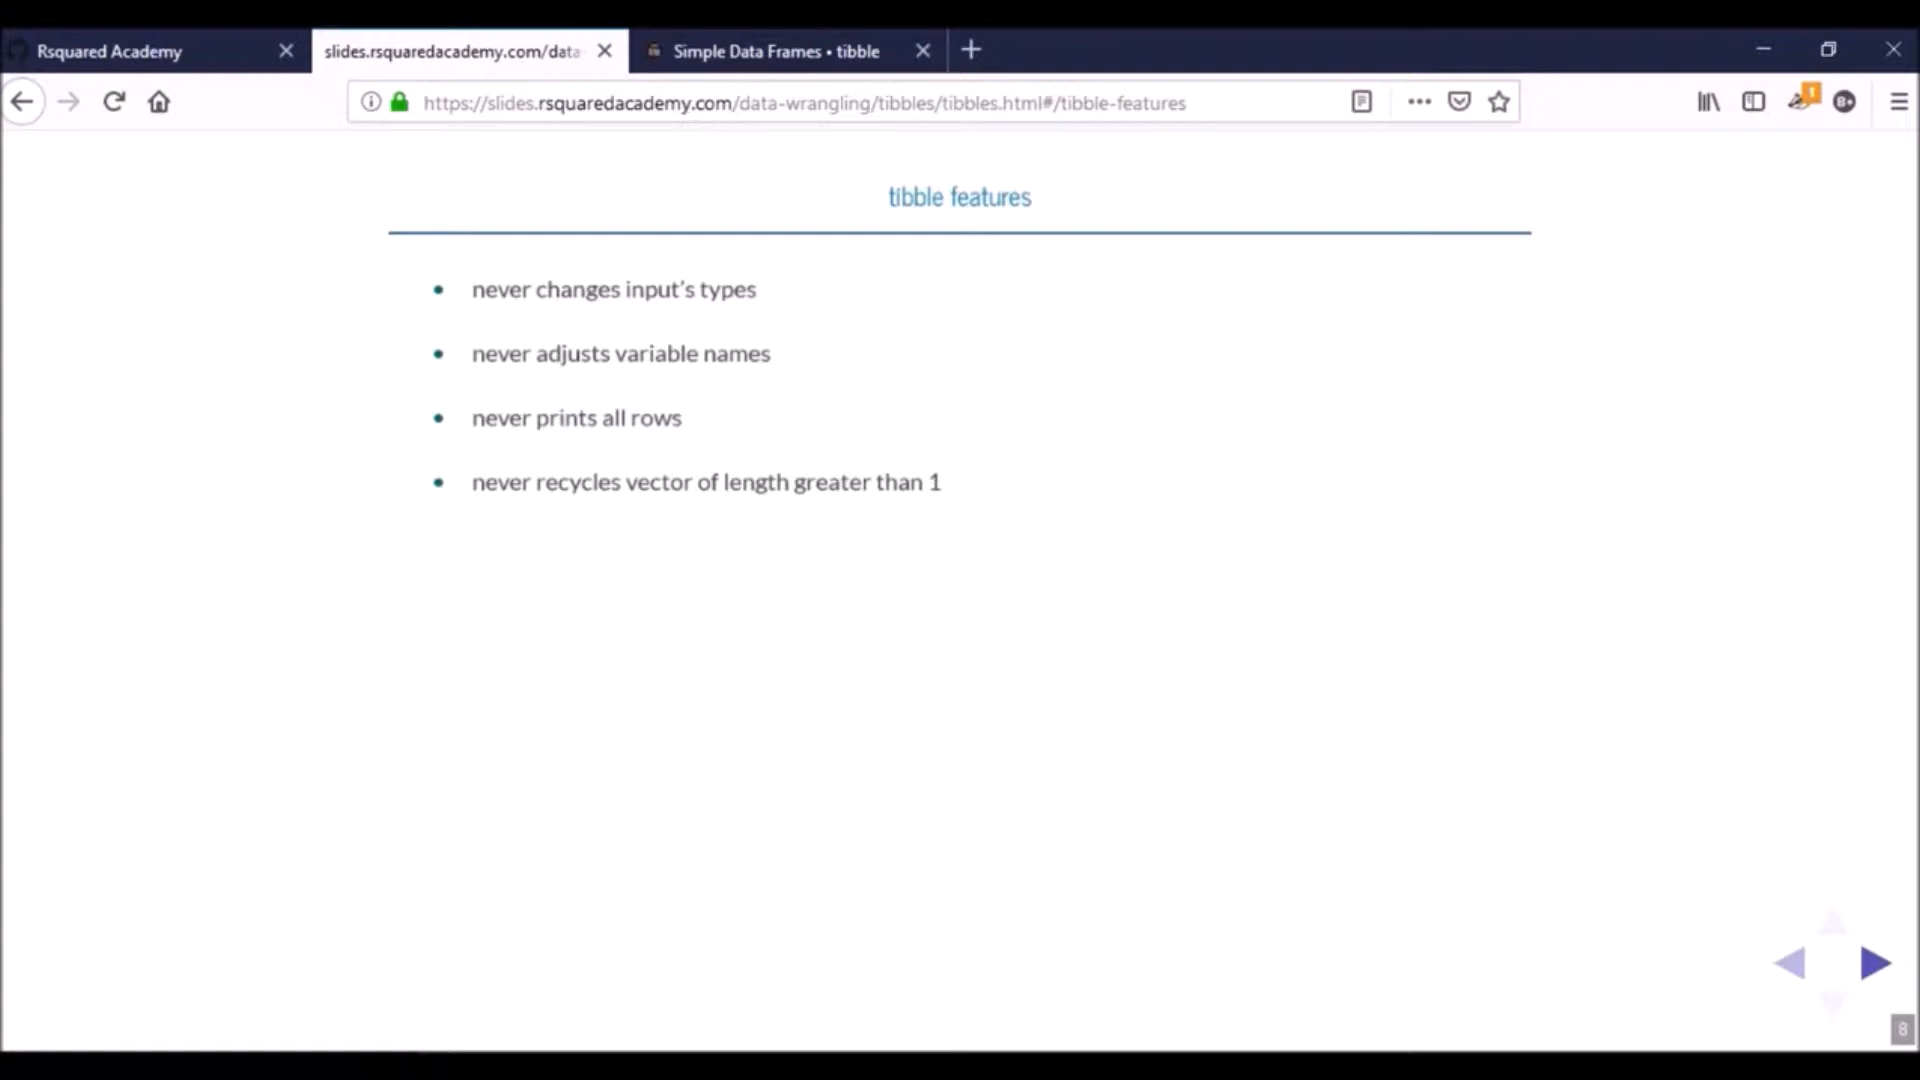 Rsquared Academy
slides.rsquaredacademy.com/data
Simple Data Frames • tibble
https://slides.rsquaredacademy.com/data-wrangling/tibbles/tibbles.html#/tibble-features
1
B+
tibble features
• never changes input’s types
• never adjusts variable names
• never prints all rows
• never recycles vector of length greater than 1
8